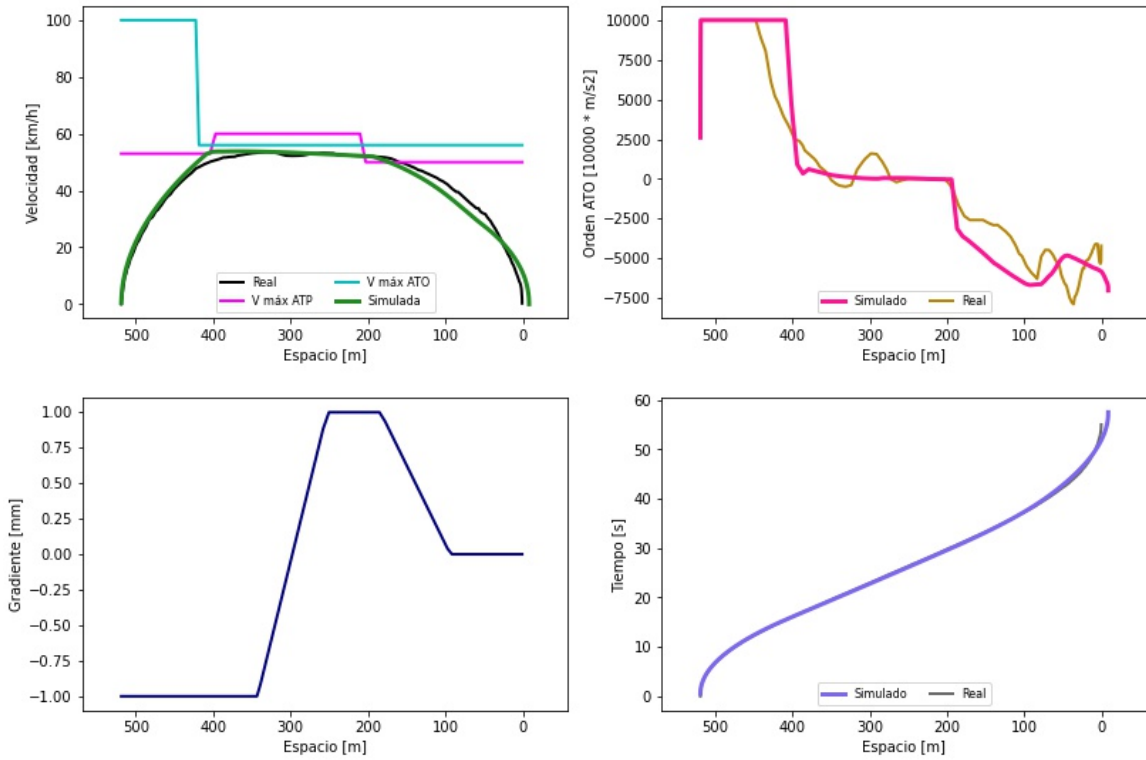 100
80
60
40
20
0
Velocidad [km/h]
Real
V máx ATP
V máx ATO
Simulada
500 400 300 200 100 0
Espacio [m]
10000
7500
5000
2500
0
−2500
−5000
−7500
Orden ATO [10000 * m/s2]
Simulado
Real
500 400 300 200 100 0
Espacio [m]
1.00
0.75
0.50
0.25
0.00
−0.25
−0.50
−0.75
−1.00
Gradiente [mm]
500 400 300 200 100 0
Espacio [m]
60
50
40
30
20
10
0
Tiempo [s]
Simulado
Real
500 400 300 200 100 0
Espacio [m]